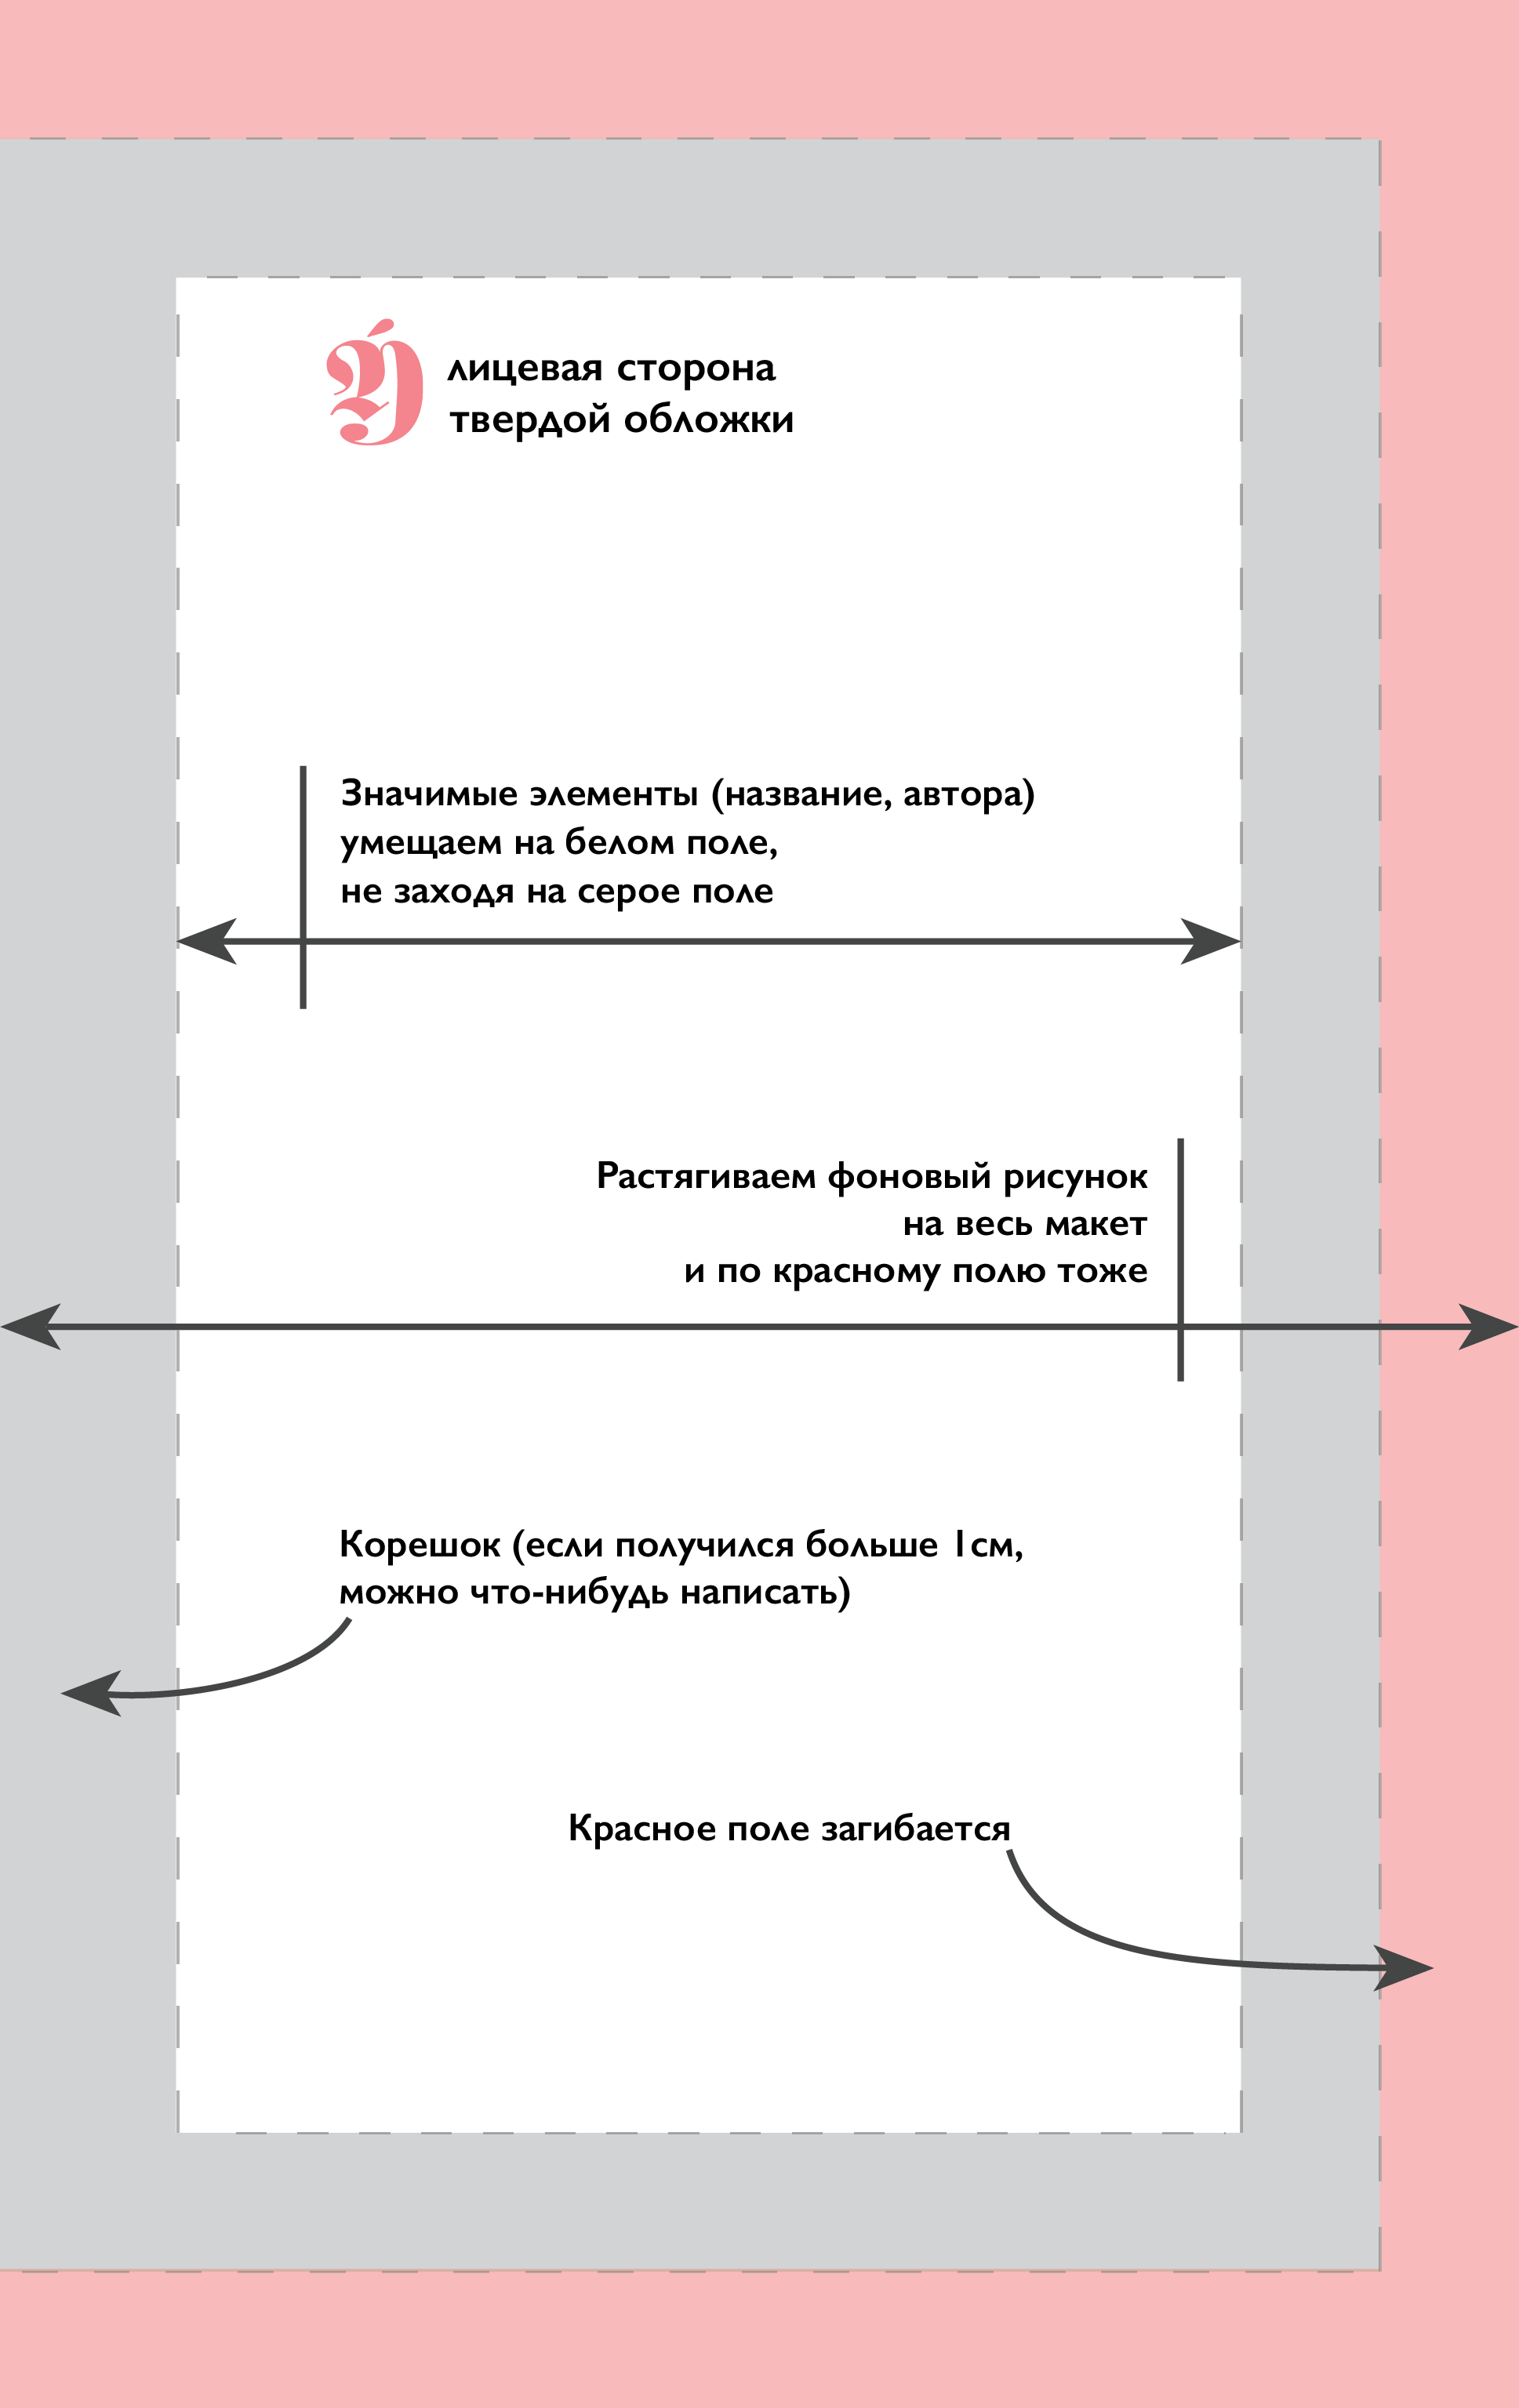 лицевая сторона
твердой обложки
Значимые элементы (название, автора)
умещаем на белом поле,
не заходя на серое поле
Растягиваем фоновый рисунок
на весь макет
и по красному полю тоже
Корешок (если получился больше 1см,
можно что-нибудь написать)
Красное поле загибается